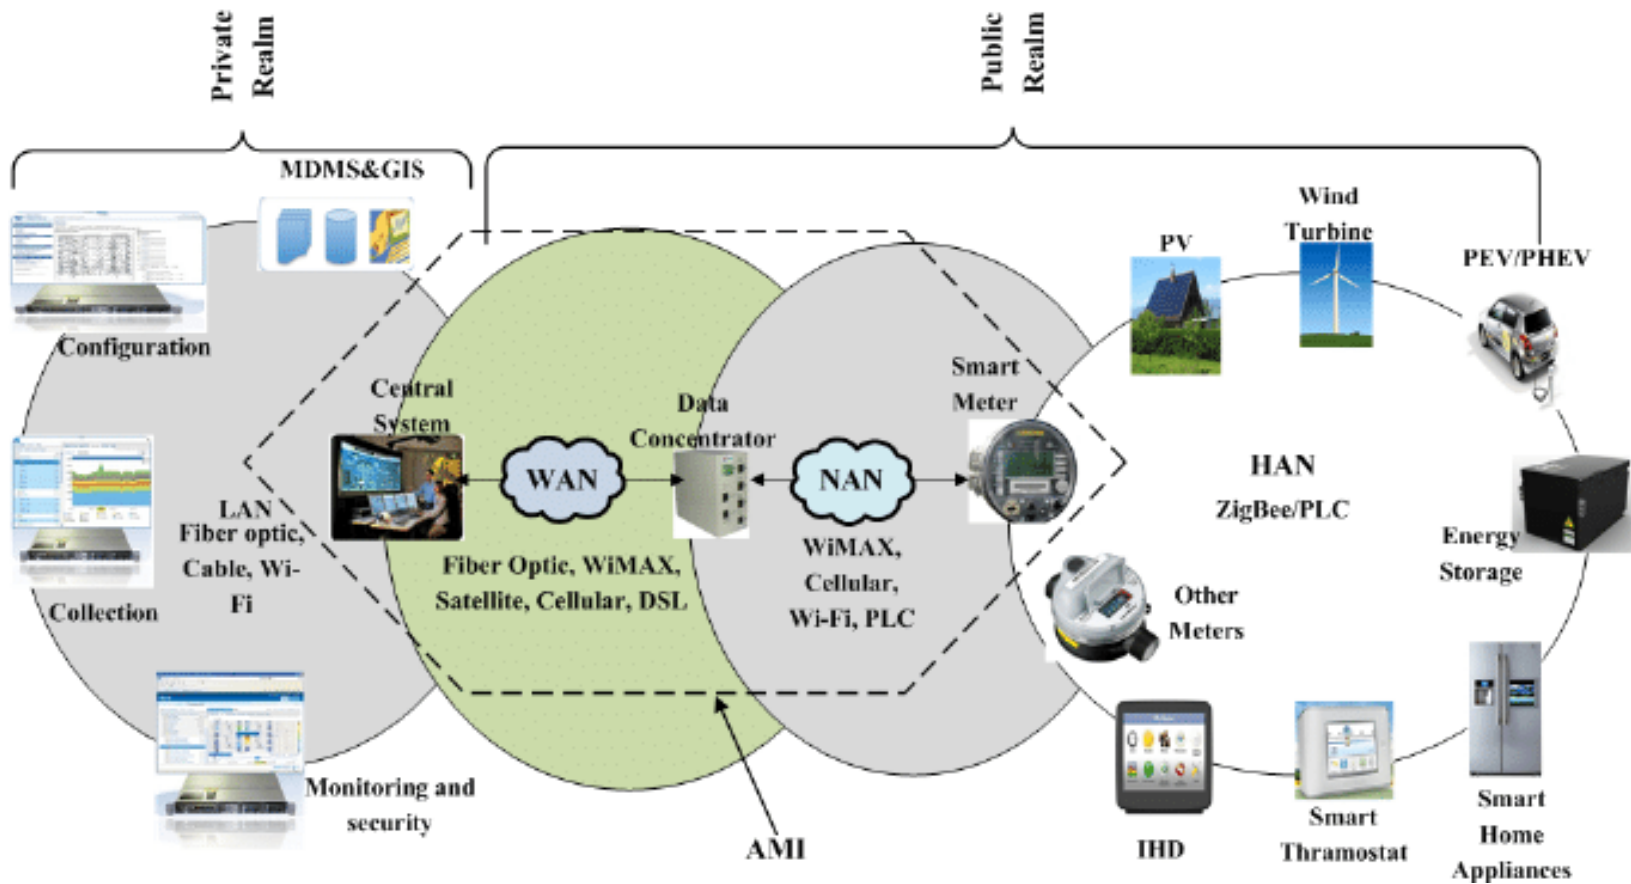 Private
Realm
Public
Realm
MDMS&GIS
Configuration
Collection
Monitoring and
security
LAN
Fiber optic,
Cable, Wi-
Fi
Central
System
WAN
Fiber Optic, WiMAX,
Satellite, Cellular, DSL
Data
Concentrator
NAN
WiMAX,
Cellular,
Wi-Fi, PLC
Smart
Meter
AMI
PV
Wind
Turbine
PEV/PHEV
HAN
ZigBee/PLC
Energy
Storage
Other
Meters
IHD
Smart
Thramostat
Smart
Home
Appliances